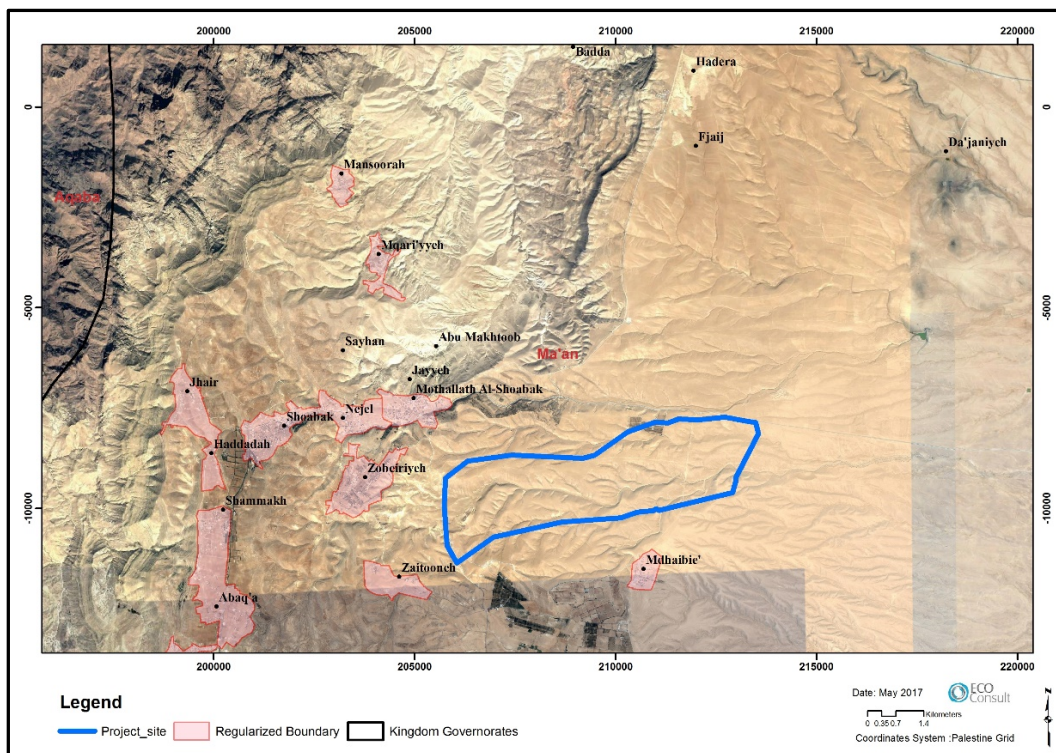 200000 205000 210000 215000 220000
Badda
Hadera
0 0
Fjaij
Da'janiyeh
Mansoorah
Aqaba
Mqari'yyeh
-5000 -5000
Sayhan
Abu Makhtoob
Ma'an
Jayyeh
Jhair
Mothallath Al-Shoabak
Shoabak
Nejel
Haddadah
Zobeiriyeh
Shammakh
-10000 -10000
Zaitooneh
Mdhaibie'
Abaq'a
200000 205000 210000 215000 220000
Legend
Project_site
Regularized Boundary
Kingdom Governorates
Date: May 2017
ECO
Consult
Kilometers
0 0.35 0.7 1.4
Coordinates System :Palestine Grid